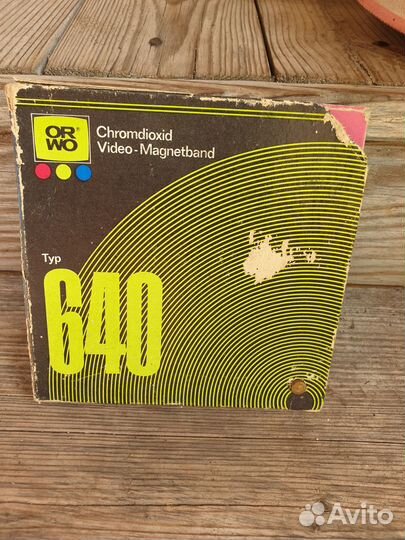 OR
WO
Chromdioxid
Video-Magnetband
Typ
640
Avito